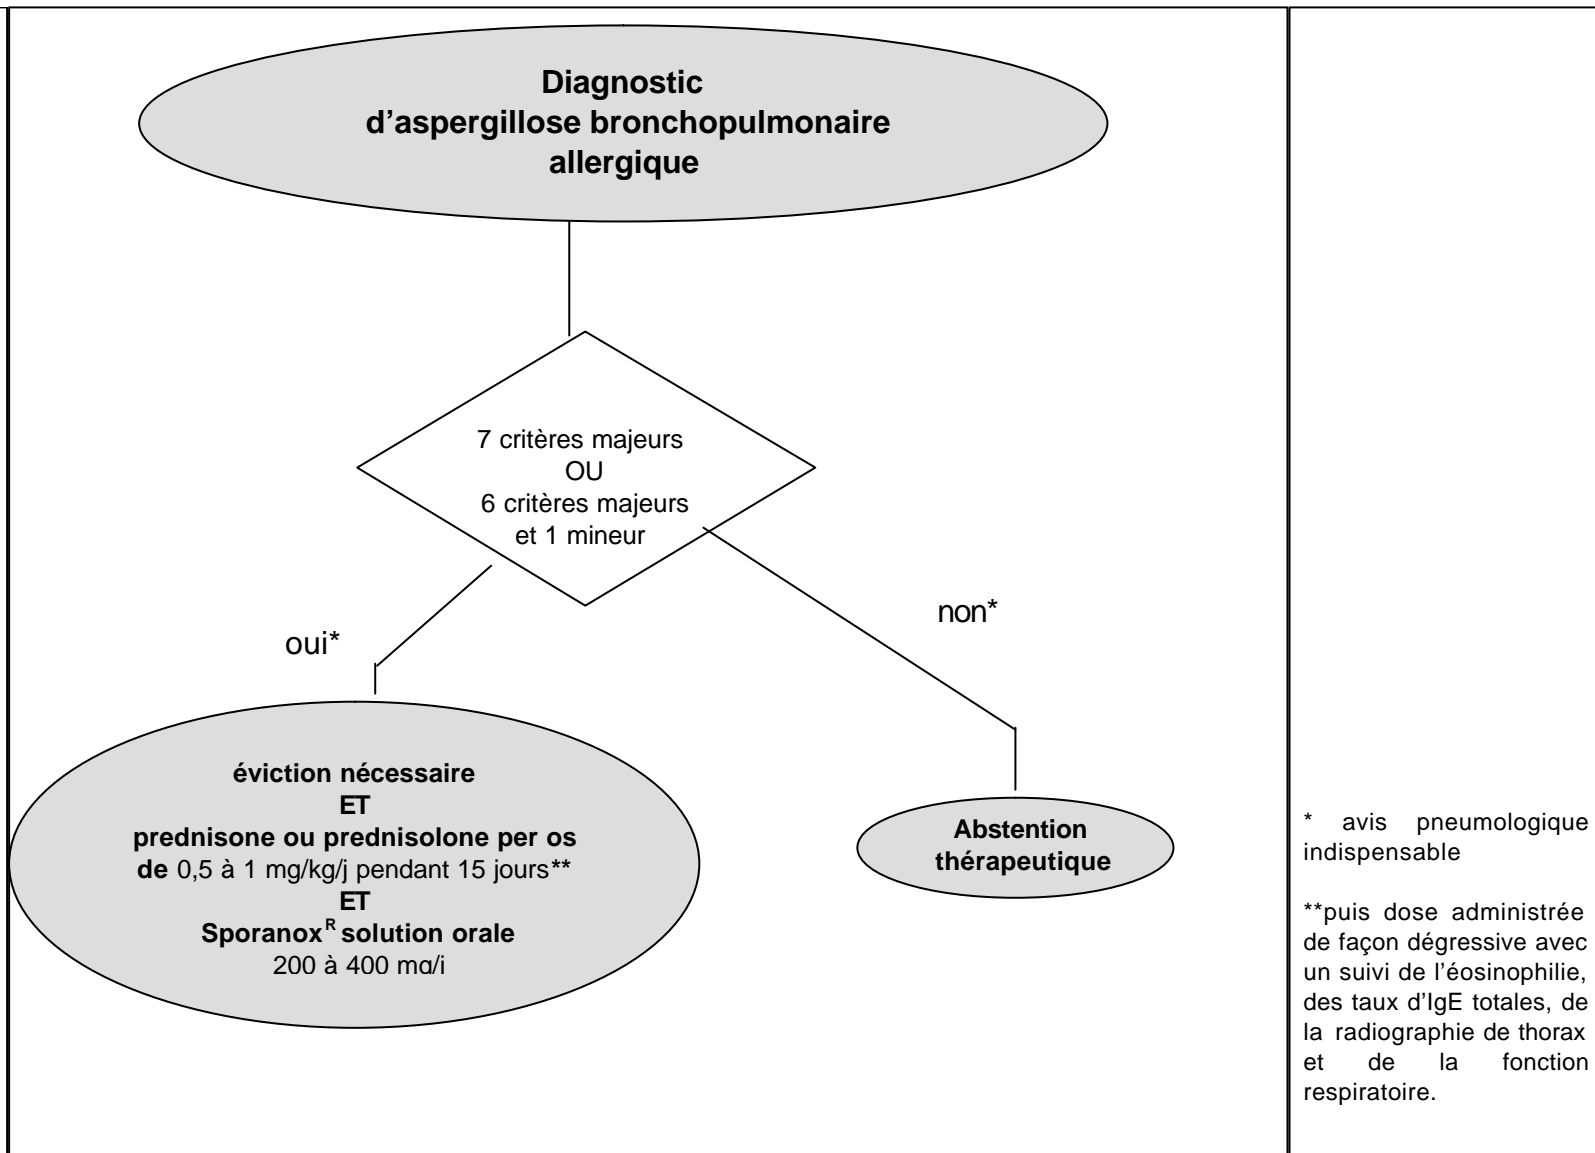 Diagnostic
d'aspergillose bronchopulmonaire
allergique
7 critères majeurs
OU
6 critères majeurs
et 1 mineur
oui*
non*
éviction nécessaire
ET
prednisone ou prednisolone per os
de 0,5 à 1 mg/kg/j pendant 15 jours**
ET
Sporanox^R solution orale
200 à 400 mg/j
Abstention
thérapeutique
* avis pneumologique
indispensable
**puis dose administrée
de façon dégressive avec
un suivi de l'éosinophilie,
des taux d'IgE totales, de
la radiographie de thorax
et de la fonction
respiratoire.